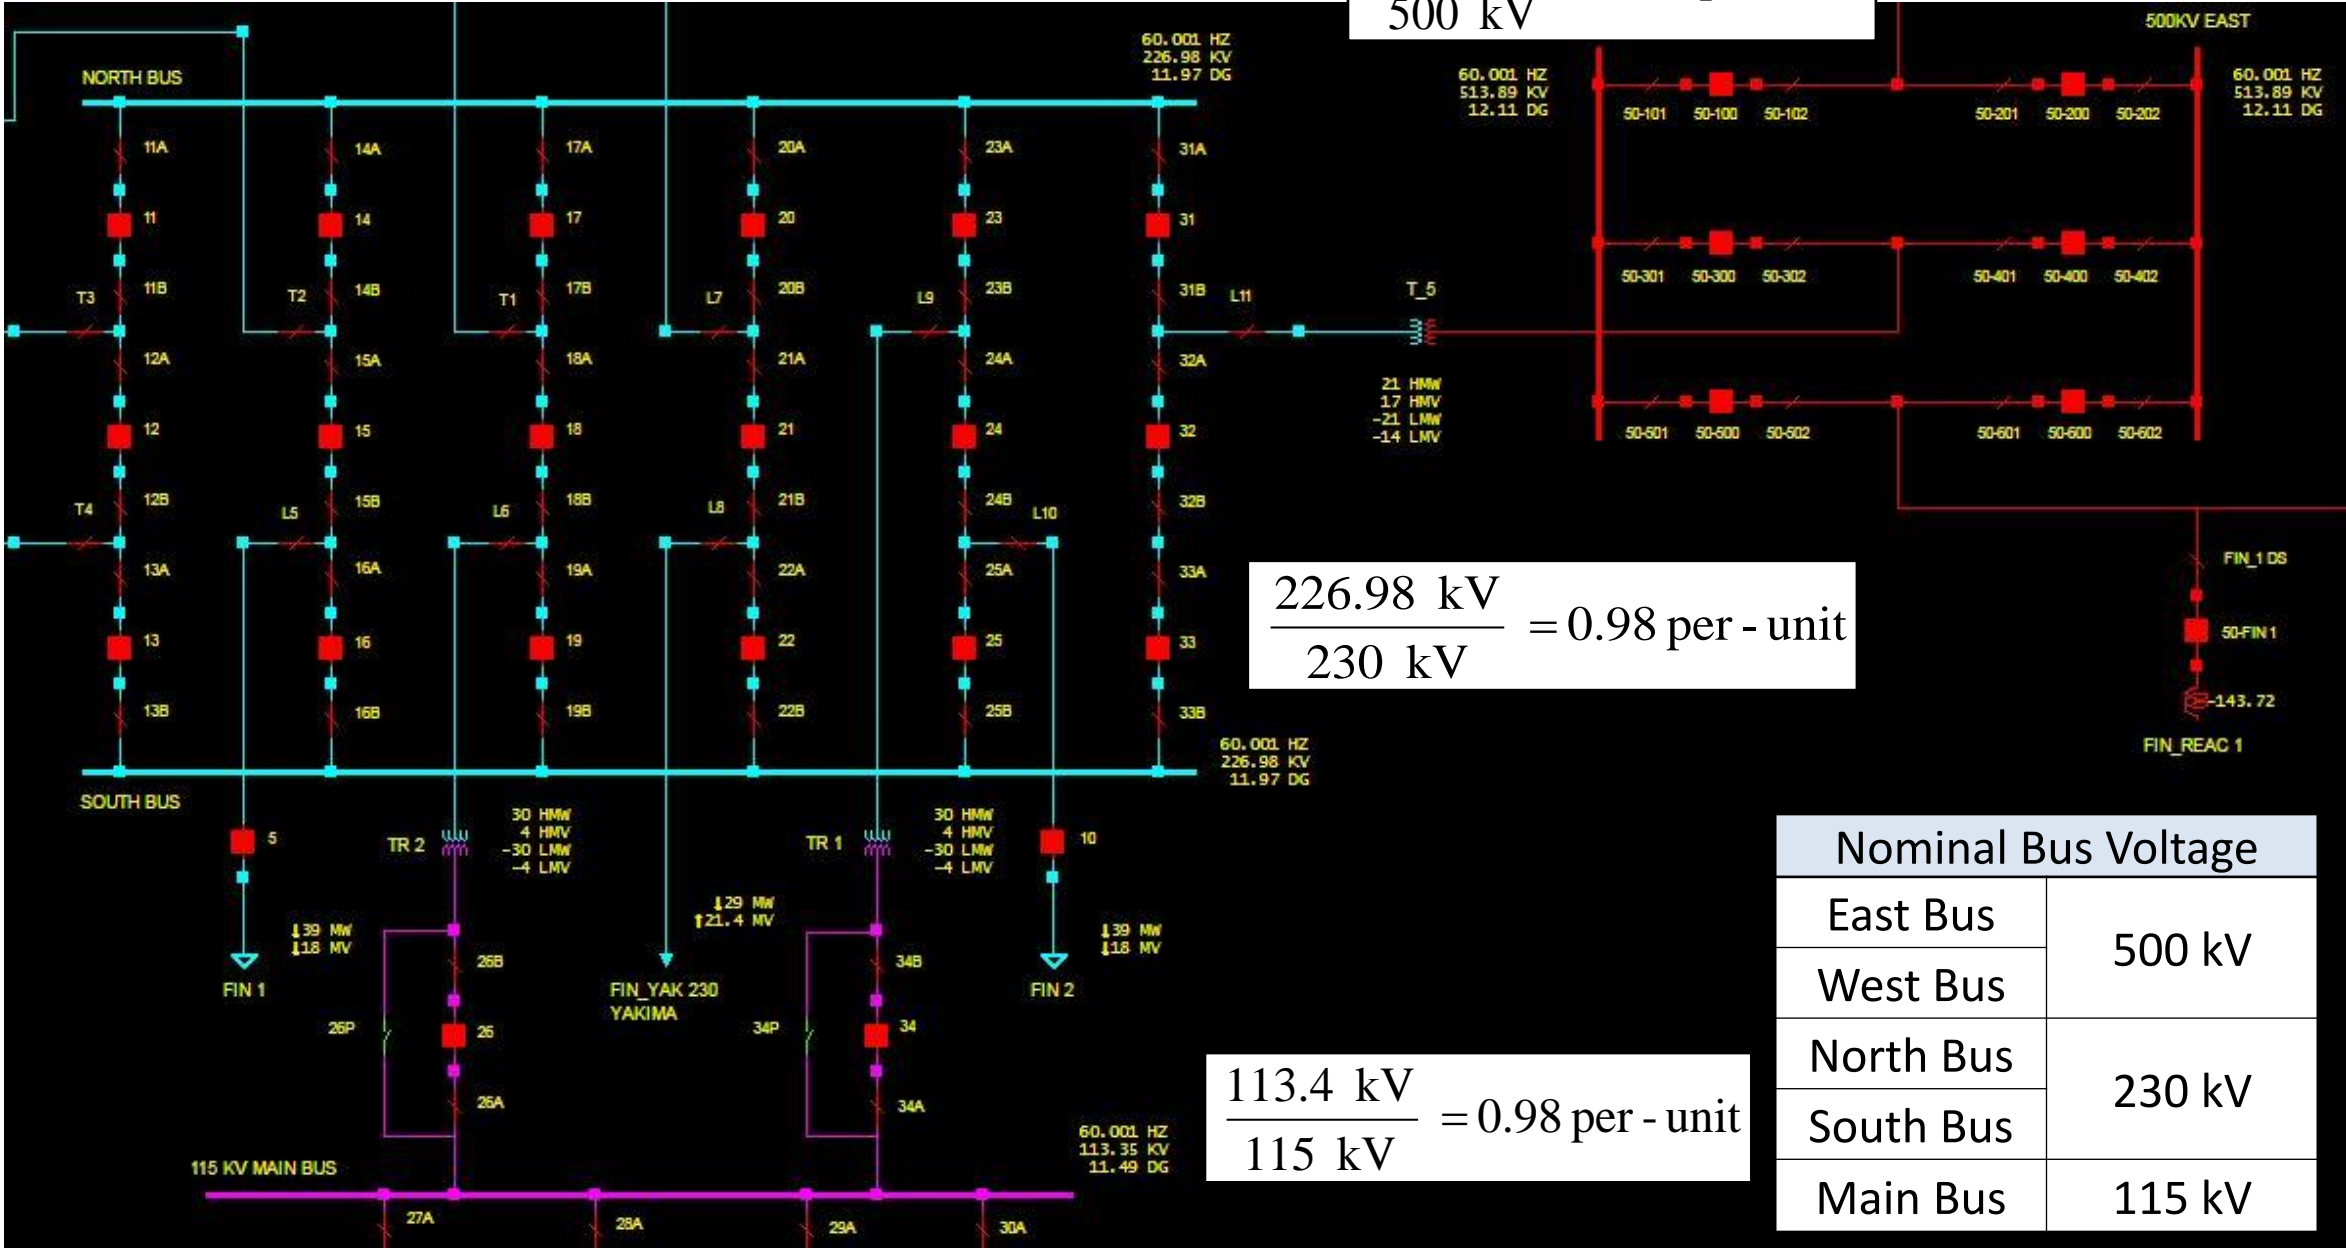 500 kV
500KV EAST
60.001 HZ
226.98 KV
11.97 DG
NORTH BUS
60.001 HZ
513.89 KV
12.11 DG
60.001 HZ
513.89 KV
12.11 DG
50-101 50-100 50-102 50-201 50-200 50-202
11A 14A 17A 20A 23A 31A
11 14 17 20 23 31
50-301 50-300 50-302 50-401 50-400 50-402
11B 14B 17B 20B 23B 31B
T3 T2 T1 L7 L9 L11 T_5
12A 15A 18A 21A 24A 32A
21 HMW
17 HMV
-21 LMW
-14 LMV
12 15 18 21 24 32
50-501 50-500 50-502 50-601 50-600 50-602
12B 15B 18B 21B 24B 32B
T4 L5 L6 L8 L10
13A 16A 19A 22A 25A 33A
FIN_1 DS
226.98 kV
230 kV
= 0.98 per - unit
13 16 19 22 25 33
50-FIN 1
13B 16B 19B 22B 25B 33B
-143.72
FIN_REAC 1
60.001 HZ
226.98 KV
11.97 DG
SOUTH BUS
5
TR 2
30 HMW
4 HMV
-30 LMW
-4 LMV
TR 1
30 HMW
4 HMV
-30 LMW
-4 LMV
10
39 MW
18 MV
29 MW
21.4 MV
39 MW
18 MV
26B 34B
FIN 1
FIN_YAK 230
YAKIMA
FIN 2
26P 26 34P 34
26A 34A
113.4 kV
115 kV
= 0.98 per - unit
60.001 HZ
113.35 KV
11.49 DG
115 KV MAIN BUS
27A 28A 29A 30A
Nominal Bus Voltage
East Bus
500 kV
West Bus
North Bus
230 kV
South Bus
Main Bus 115 kV